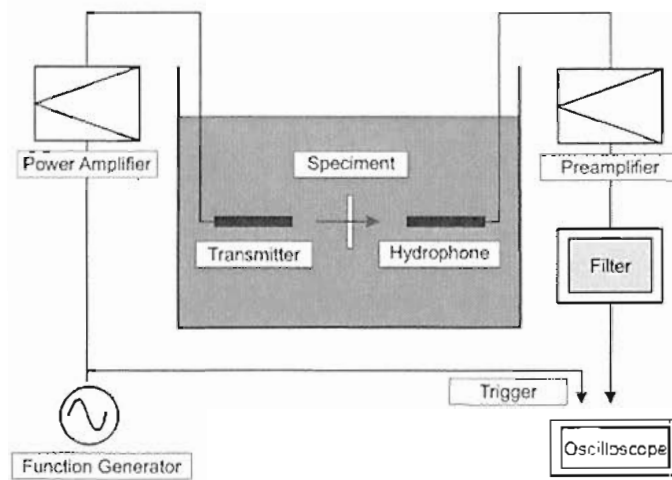 Power Amplifier
Speciment
Preamplifier
Transmitter
Hydrophone
Filter
Trigger
Function Generator
Oscilloscope